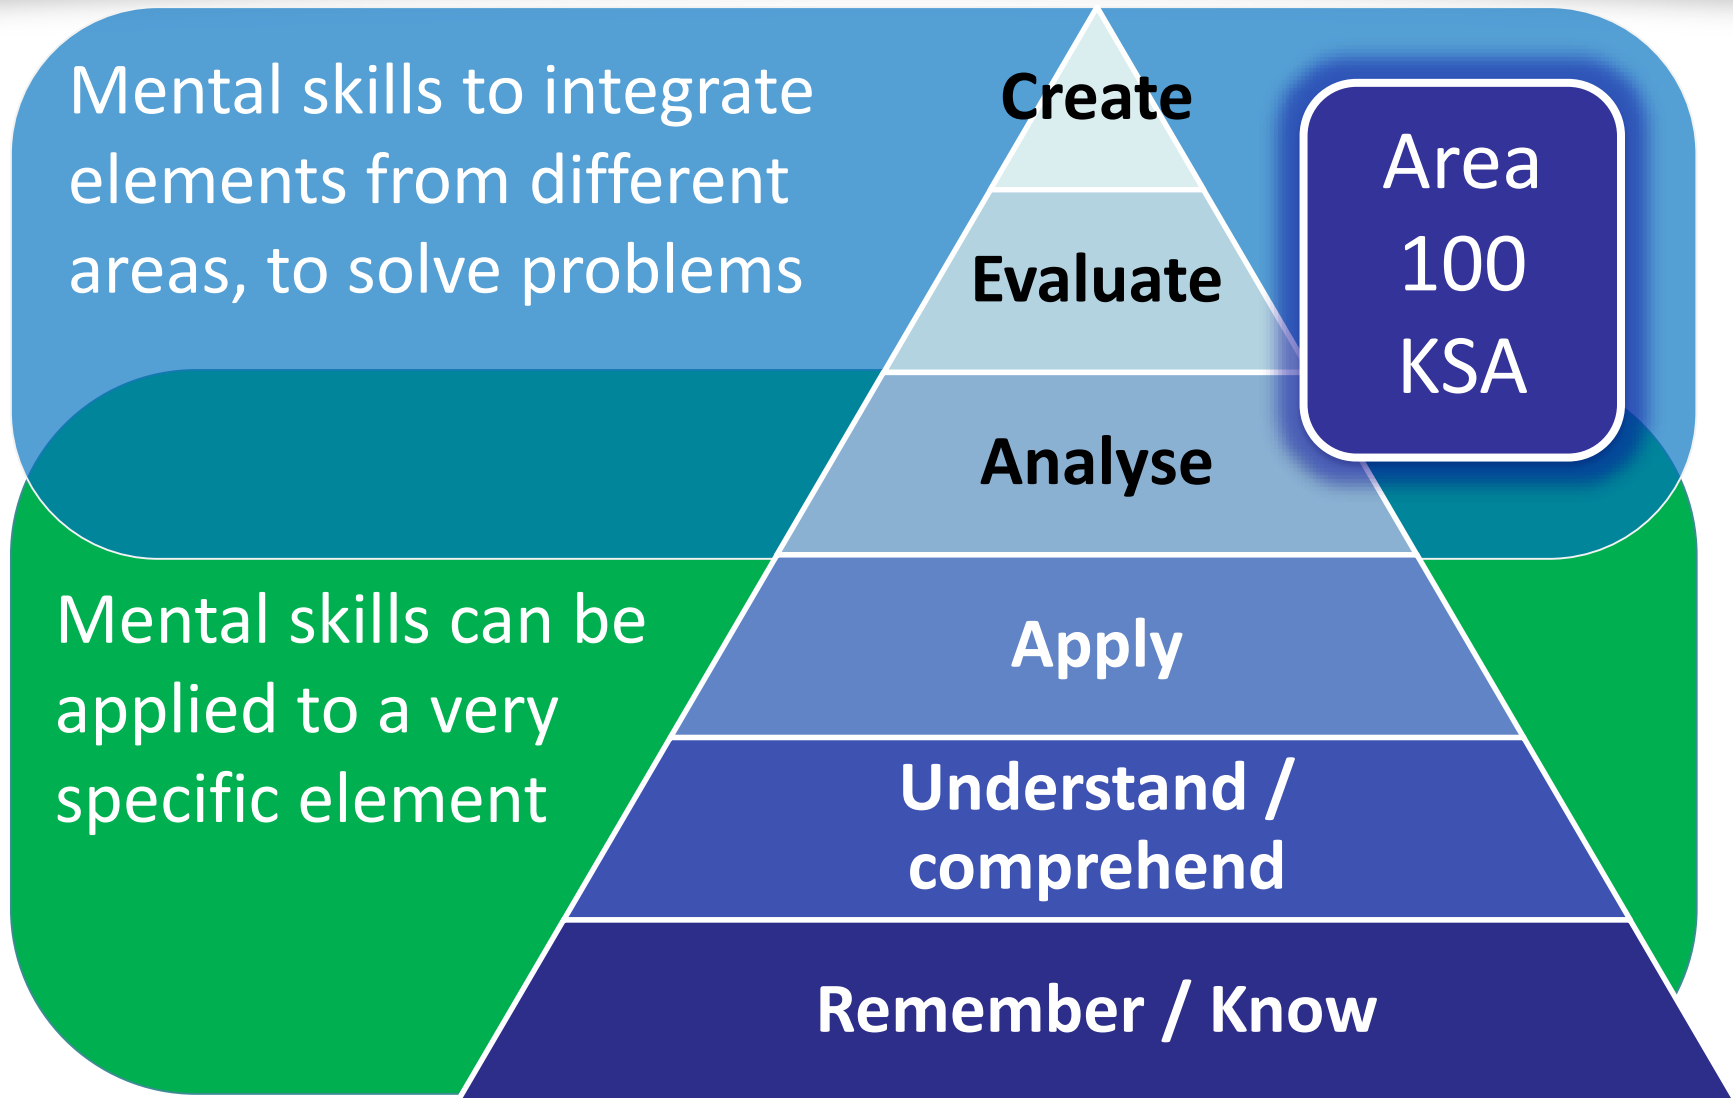 Mental skills to integrate
elements from different
areas, to solve problems
Create
Evaluate
Analyse
Area
100
KSA
Mental skills can be
applied to a very
specific element
Apply
Understand /
comprehend
Remember / Know